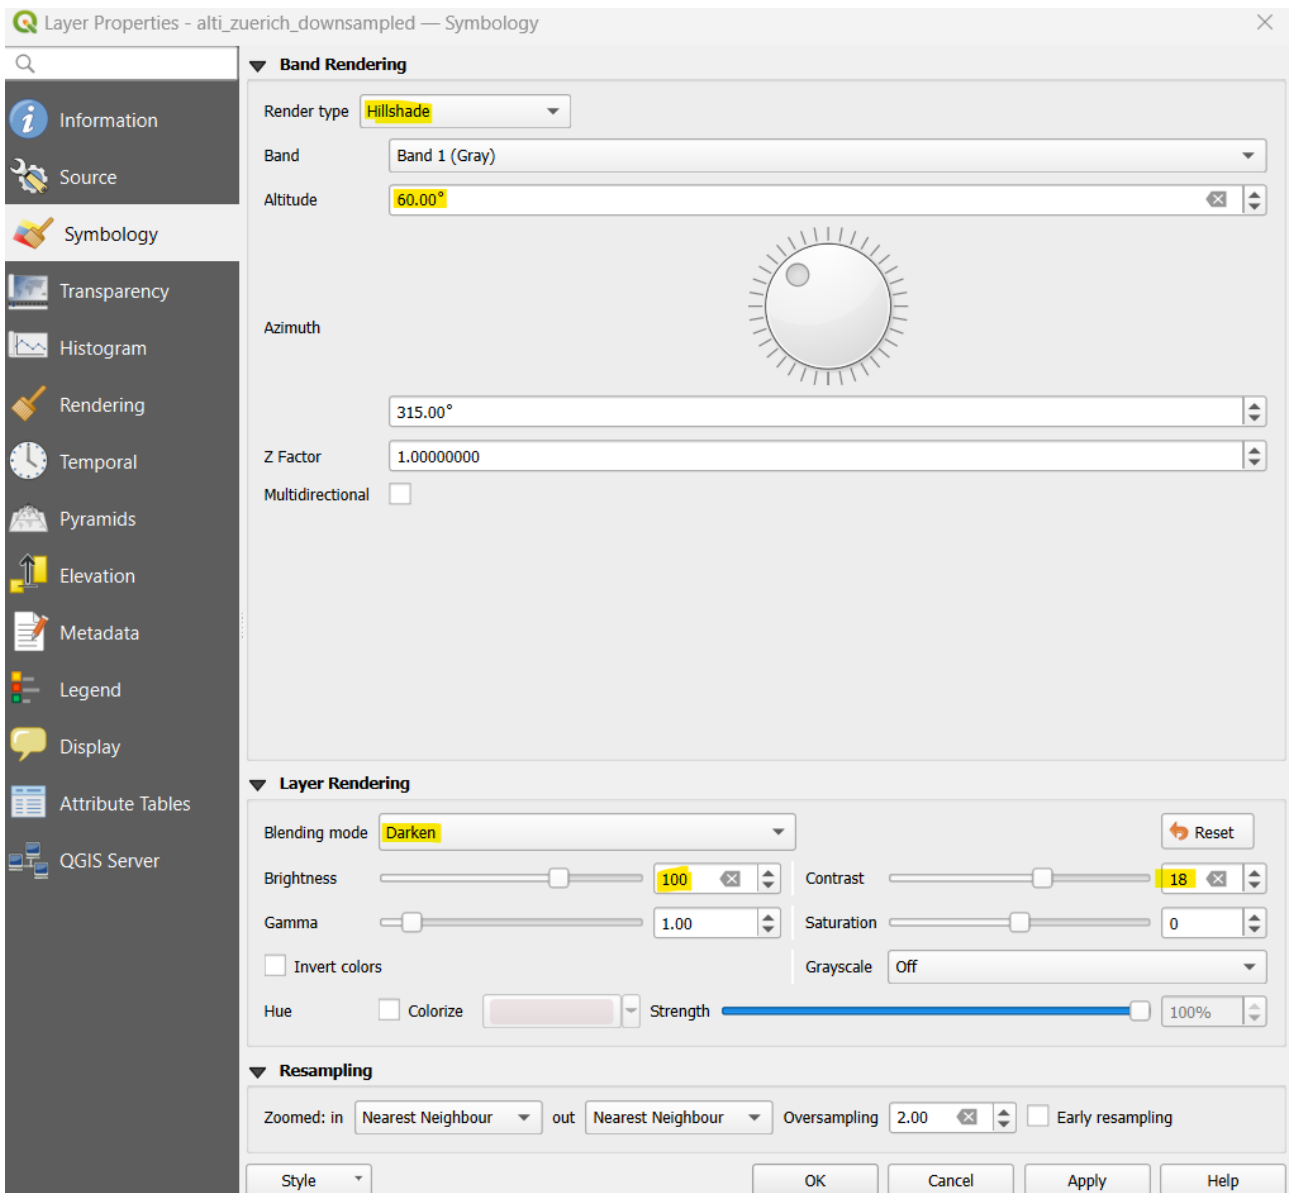 Layer Properties - alti_zuerich_downsampled — Symbology
Information
Source
Symbology
Transparency
Histogram
Rendering
Temporal
Pyramids
Elevation
Metadata
Legend
Display
Attribute Tables
QGIS Server
Band Rendering
Render type Hillshade
Band Band 1 (Gray)
Altitude 60.00°
Azimuth
315.00°
Z Factor 1.00000000
Multidirectional
Layer Rendering
Blending mode Darken Reset
Brightness 100 Contrast 18
Gamma 1.00 Saturation 0
Invert colors Grayscale Off
Hue Colorize Strength 100%
Resampling
Zoomed: in Nearest Neighbour out Nearest Neighbour Oversampling 2.00 Early resampling
Style OK Cancel Apply Help